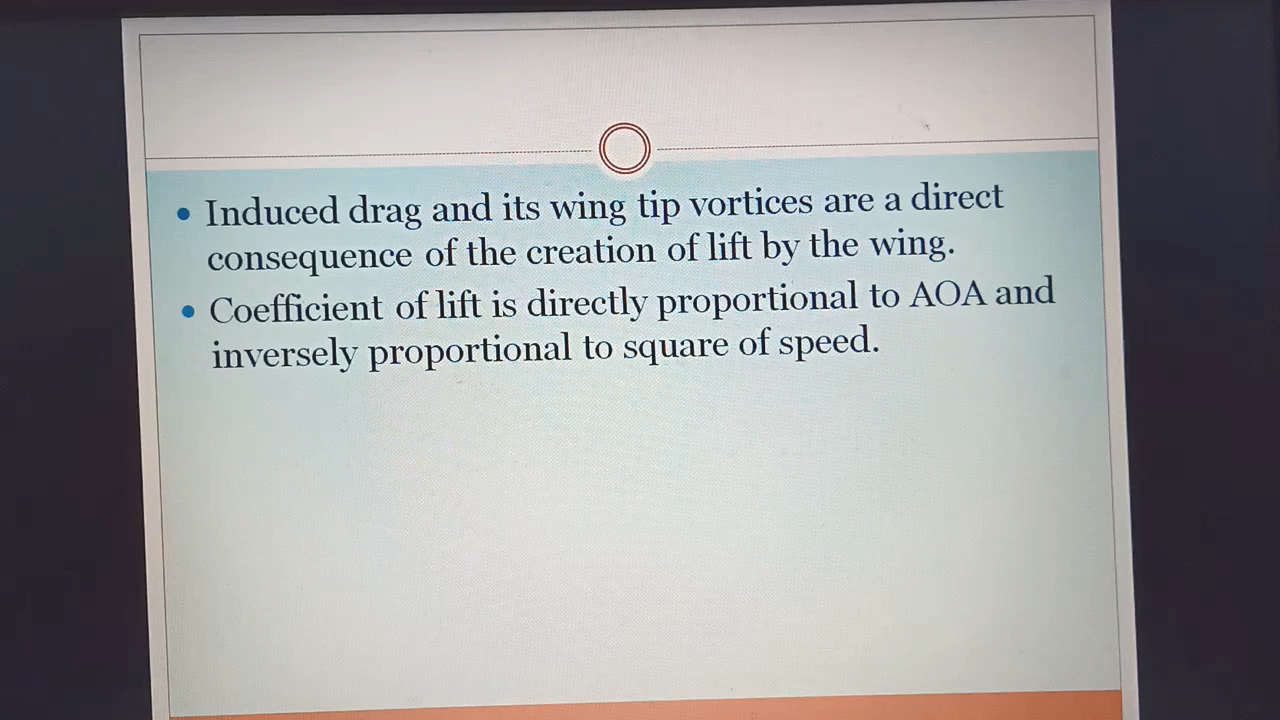 • Induced drag and its wing tip vortices are a direct
consequence of the creation of lift by the wing.
• Coefficient of lift is directly proportional to AOA and
inversely proportional to square of speed.